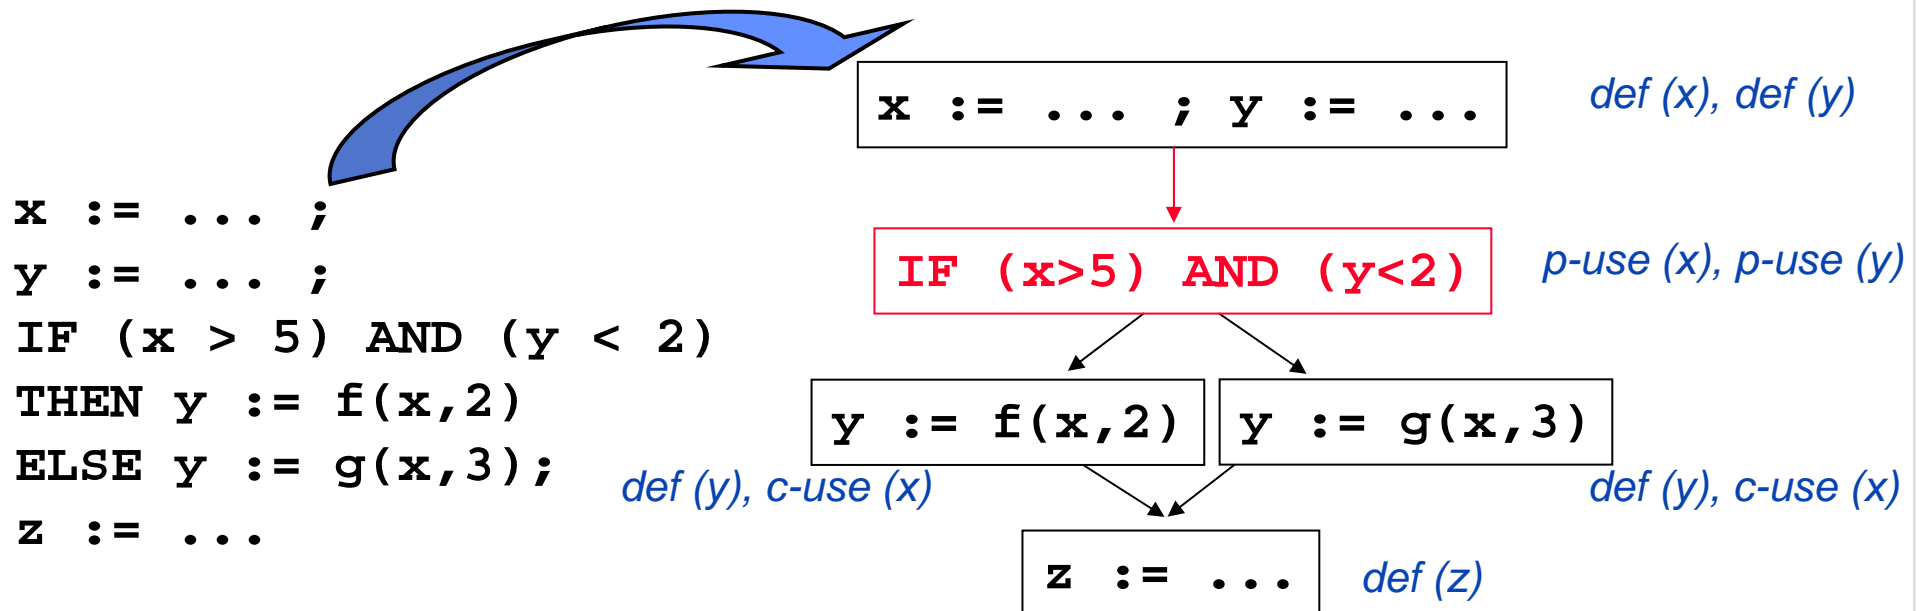 x := ... ;
y := ... ;
IF (x > 5) AND (y < 2)
THEN y := f(x,2)
ELSE y := g(x,3);
z := ...
x := ... ; y := ...
def (x), def (y)
IF (x>5) AND (y<2)
p-use (x), p-use (y)
y := f(x,2)
y := g(x,3)
def (y), c-use (x)
def (y), c-use (x)
z := ...
def (z)